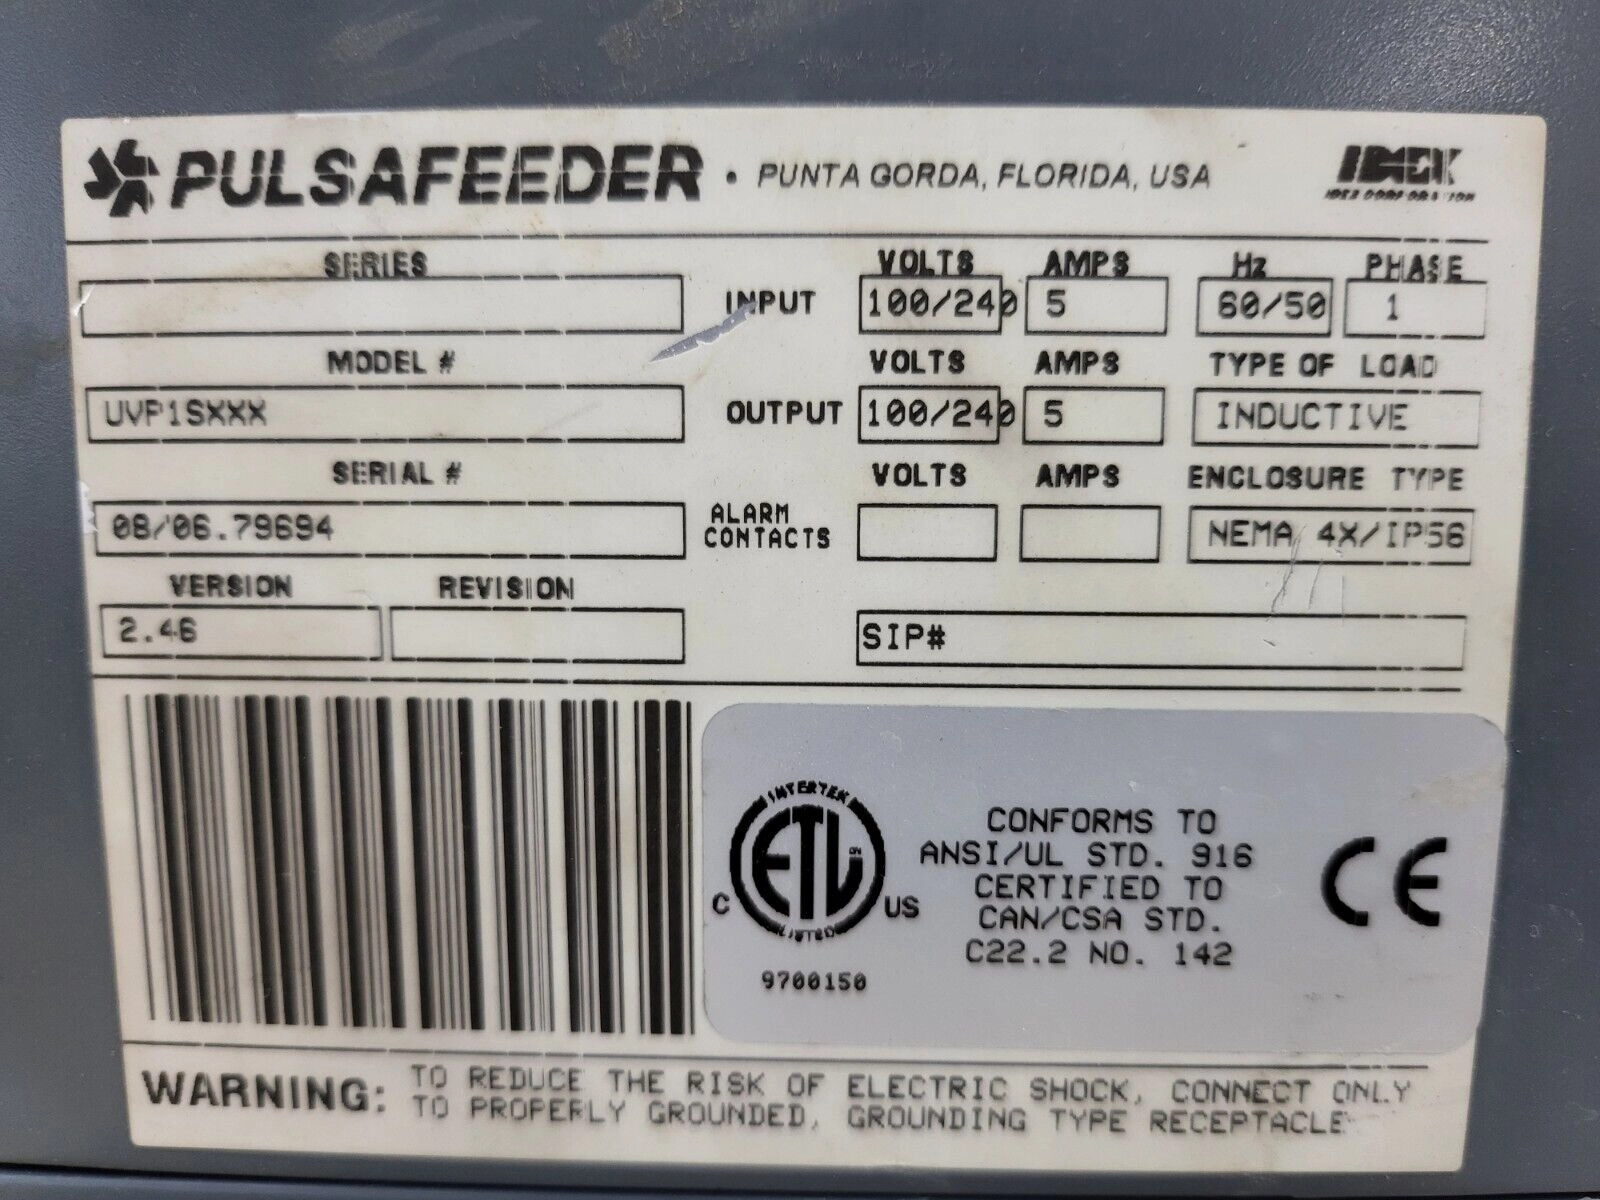 PULSAFEEDER • PUNTA GORDA, FLORIDA, USA
IDEX
IDEX CORPORATION
SERIES
VOLTS AMPS Hz PHASE
INPUT 100/240 5 60/50 1
MODEL #
VOLTS AMPS TYPE OF LOAD
UVP1SXXX
OUTPUT 100/240 5 INDUCTIVE
SERIAL #
VOLTS AMPS ENCLOSURE TYPE
08/06.79694
ALARM
CONTACTS
NEMA 4X/IP56
VERSION REVISION
2.46
SIP#
INTERTEK
ETL
LISTED
C US
9700150
CONFORMS TO
ANSI/UL STD. 916
CERTIFIED TO
CAN/CSA STD.
C22.2 NO. 142
CE
WARNING: TO REDUCE THE RISK OF ELECTRIC SHOCK, CONNECT ONLY
TO PROPERLY GROUNDED, GROUNDING TYPE RECEPTACLE